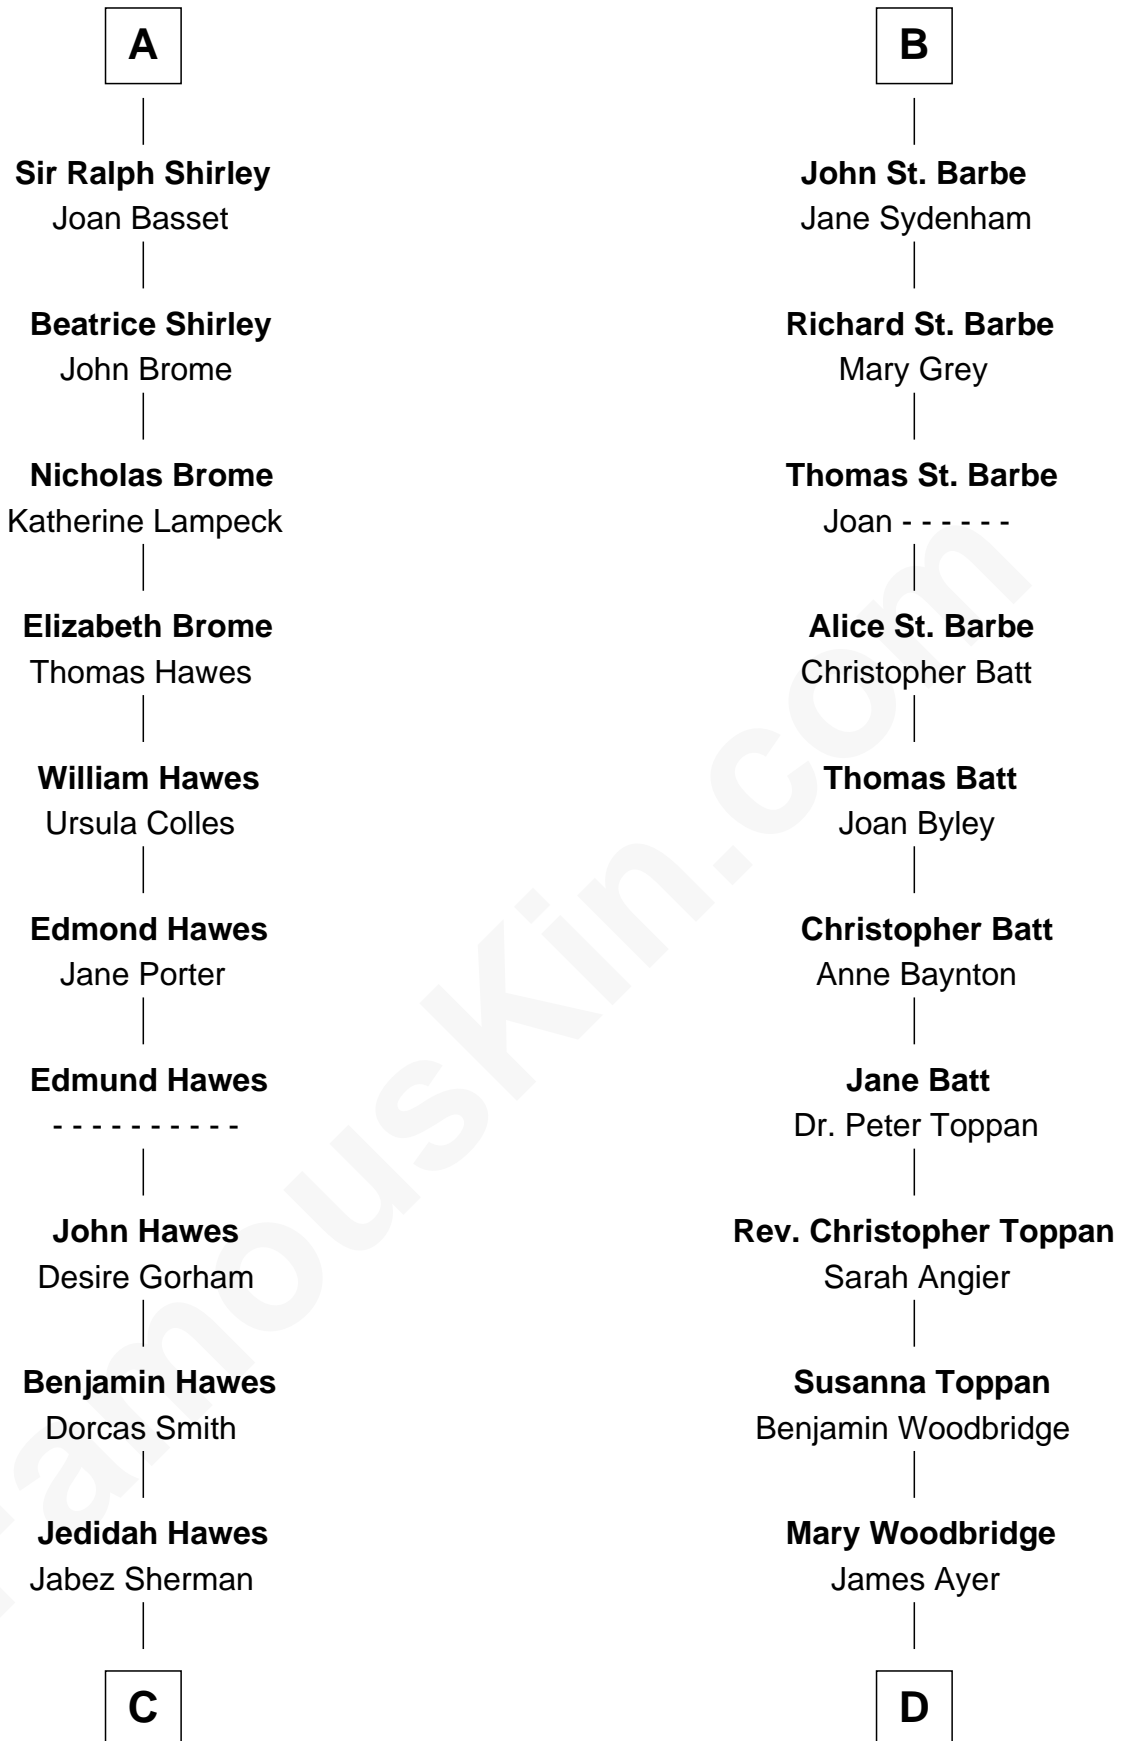 A
Sir Ralph Shirley
Joan Basset
Beatrice Shirley
John Brome
Nicholas Brome
Katherine Lampeck
Elizabeth Brome
Thomas Hawes
William Hawes
Ursula Colles
Edmond Hawes
Jane Porter
Edmund Hawes
- - - - - - - - - -
John Hawes
Desire Gorham
Benjamin Hawes
Dorcas Smith
Jedidah Hawes
Jabez Sherman
C
B
John St. Barbe
Jane Sydenham
Richard St. Barbe
Mary Grey
Thomas St. Barbe
Joan - - - - - -
Alice St. Barbe
Christopher Batt
Thomas Batt
Joan Byley
Christopher Batt
Anne Baynton
Jane Batt
Dr. Peter Toppan
Rev. Christopher Toppan
Sarah Angier
Susanna Toppan
Benjamin Woodbridge
Mary Woodbridge
James Ayer
D
FamousKin.com